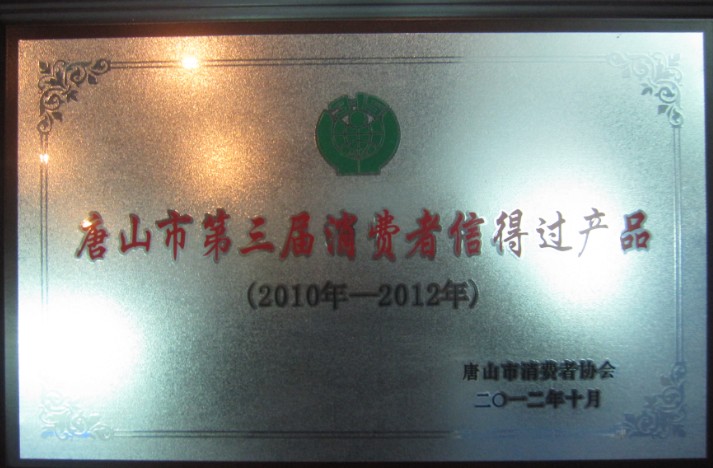 唐山市第三届消费者信得过产品
(2010年—2012年)
唐山市消费者协会
二〇一二年十月